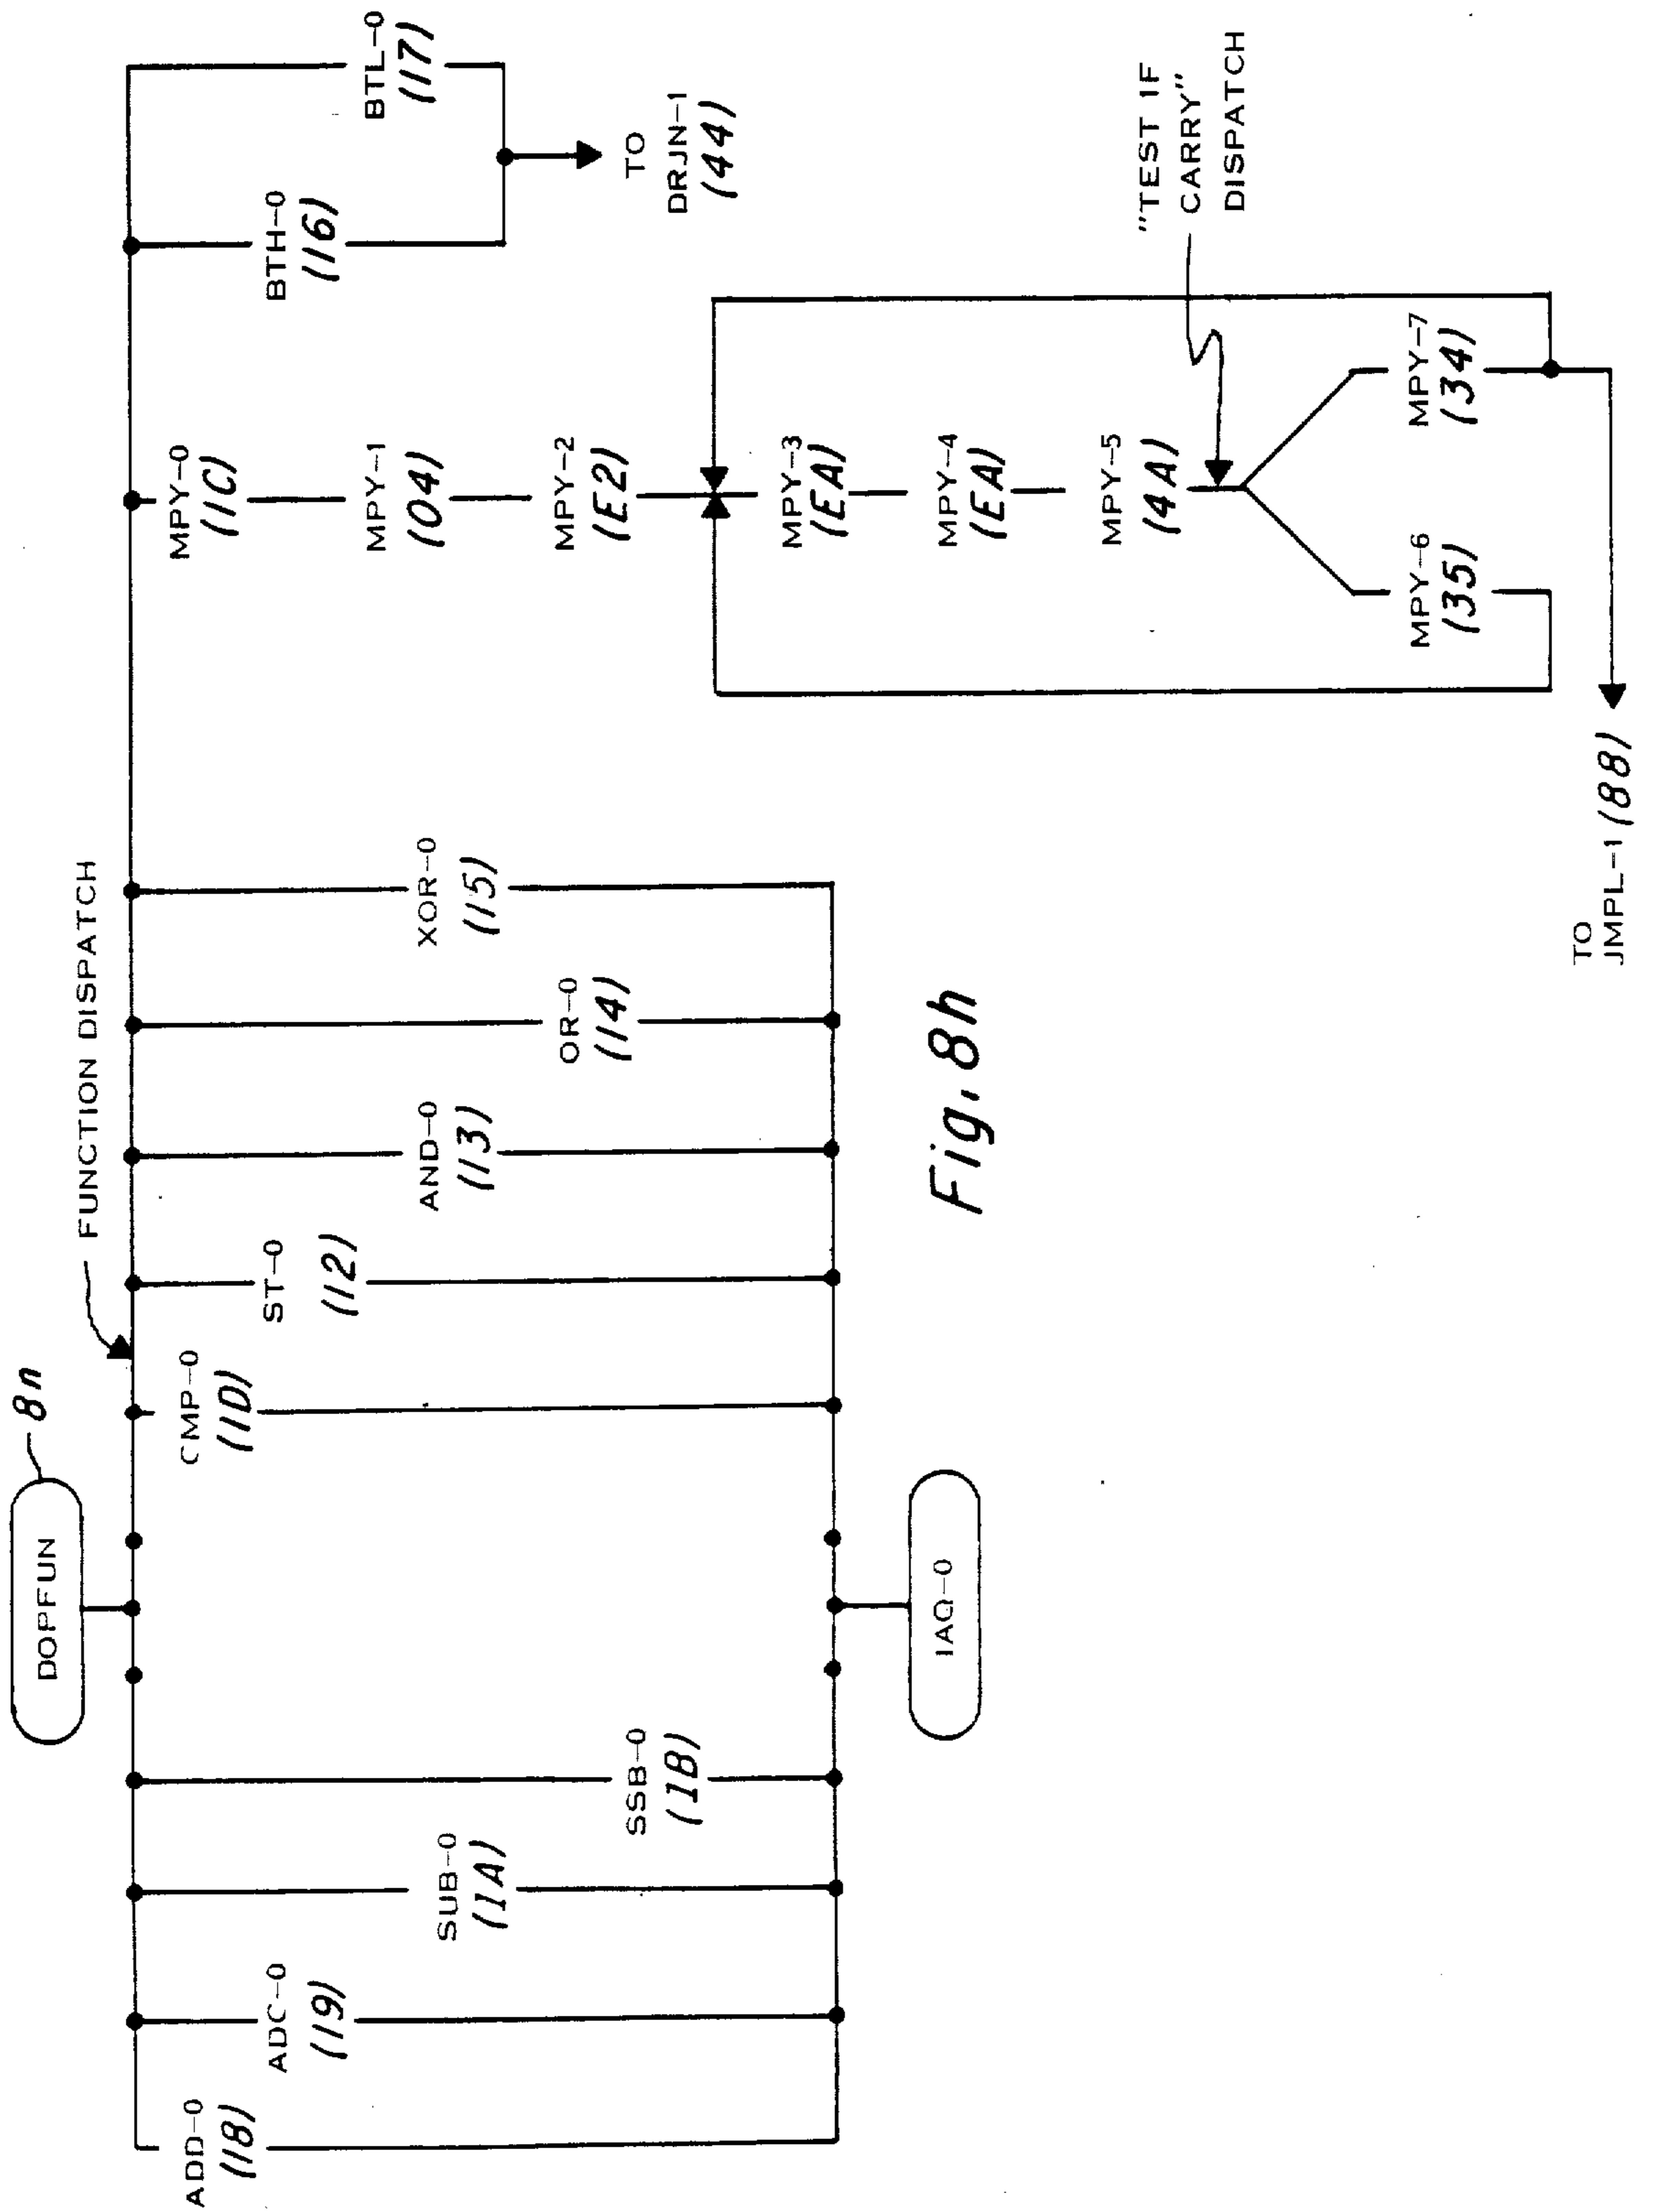 DOPFUN
8n
FUNCTION DISPATCH
ADD-0
(18)
ADC-0
(19)
SUB-0
(1A)
SSB-0
(1B)
CMP-0
(1D)
ST-0
(12)
AND-0
(13)
OR-0
(14)
XOR-0
(15)
MPY-0
(1C)
MPY-1
(04)
MPY-2
(E2)
MPY-3
(EA)
MPY-4
(EA)
MPY-5
(4A)
"TEST IF
CARRY"
DISPATCH
MPY-6
(35)
MPY-7
(34)
TO
JMPL-1 (88)
BTH-0
(16)
BTL-0
(17)
TO
DRJN-1
(44)
IAQ-0
Fig. 8h